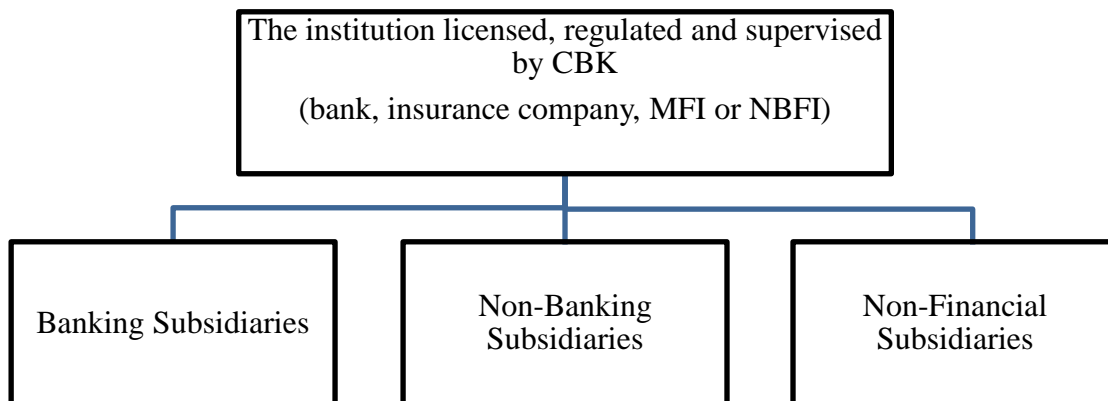 The institution licensed, regulated and supervised
by CBK
(bank, insurance company, MFI or NBFI)
Banking Subsidiaries
Non-Banking
Subsidiaries
Non-Financial
Subsidiaries